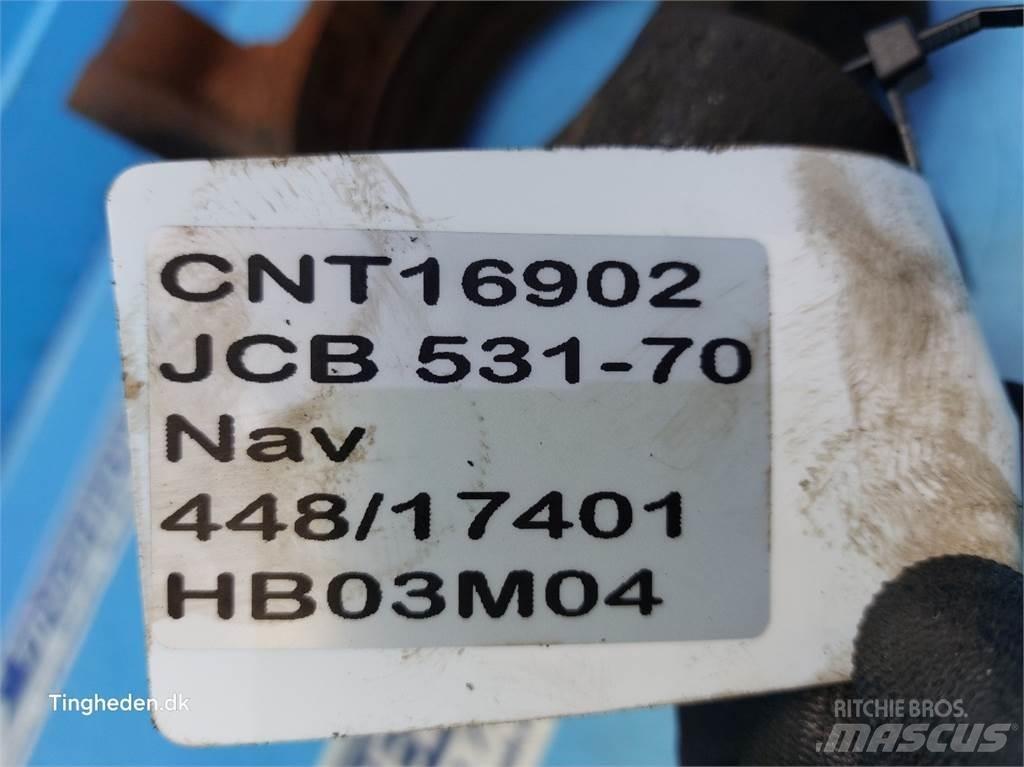 CNT16902
JCB 531-70
Nav
448/17401
HB03M04
Tingheden.dk
RITCHIE BROS.
MASCUS